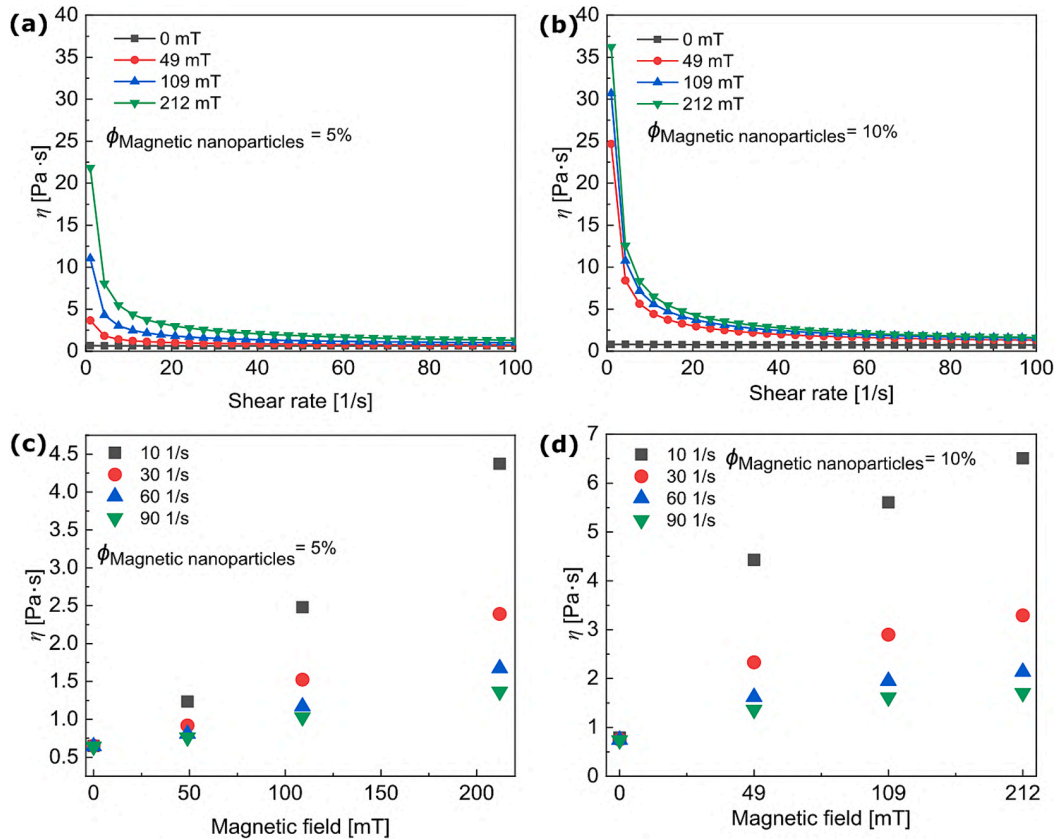 (a)
40
35
30
25
20
15
10
5
0
η [Pa·s]
0 mT
49 mT
109 mT
212 mT
ϕMagnetic nanoparticles = 5%
0 20 40 60 80 100
Shear rate [1/s]
(b)
40
35
30
25
20
15
10
5
0
η [Pa·s]
0 mT
49 mT
109 mT
212 mT
ϕMagnetic nanoparticles = 10%
0 20 40 60 80 100
Shear rate [1/s]
(c)
4.5
4.0
3.5
3.0
2.5
2.0
1.5
1.0
0.5
η [Pa·s]
10 1/s
30 1/s
60 1/s
90 1/s
ϕMagnetic nanoparticles = 5%
0 50 100 150 200
Magnetic field [mT]
(d)
7
6
5
4
3
2
1
0
η [Pa·s]
10 1/s
30 1/s
60 1/s
90 1/s
ϕMagnetic nanoparticles = 10%
0 49 109 212
Magnetic field [mT]